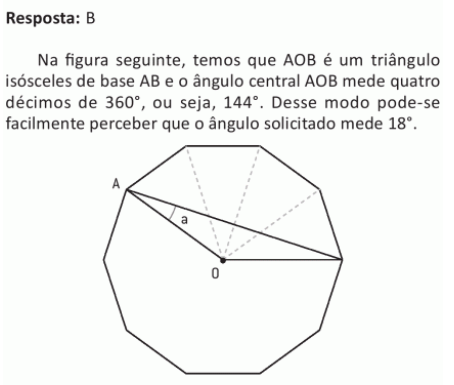 Resposta: B
Na figura seguinte, temos que AOB é um triângulo
isósceles de base AB e o ângulo central AOB mede quatro
décimos de 360°, ou seja, 144°. Desse modo pode-se
facilmente perceber que o ângulo solicitado mede 18°.
A
a
O